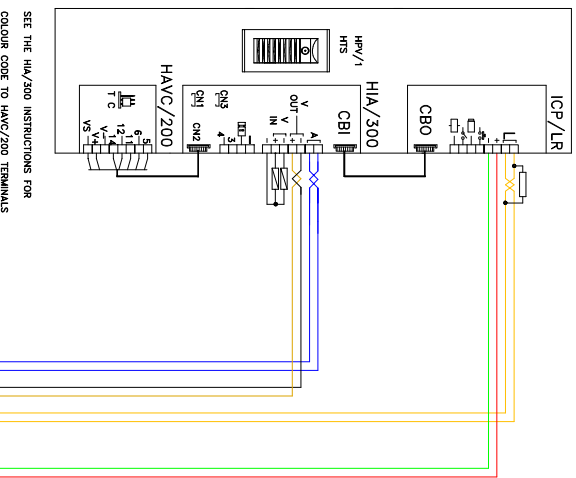 HPV/1
HTS
ICP/LR
HIA/300
HAVC/200
CBO
L
+
-
CBI
A
V
OUT
V
IN
- + - +
CN3
CN1
CN2
4
3
T C
5
6
11
12
14
V-
V+
VS
SEE THE HIA/300 INSTRUCTIONS FOR
COLOUR CODE TO HAVC/200 TERMINALS